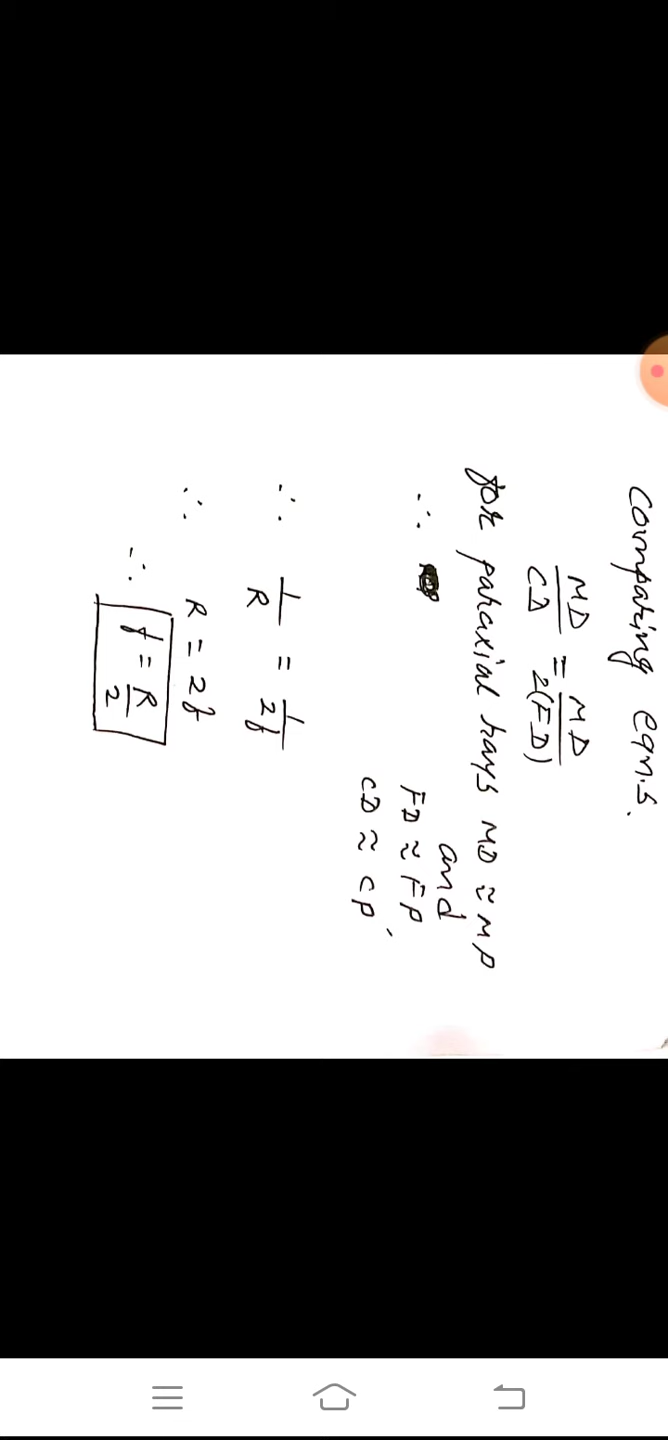 Comparing eqn.s.
MD/CD = MD/2(FD)
for paraxial rays MD ≈ MP
and
∴ FD ≈ FP
CD ≈ CP
∴ 1/R = 1/2f
∴ R = 2f
∴ f = R/2